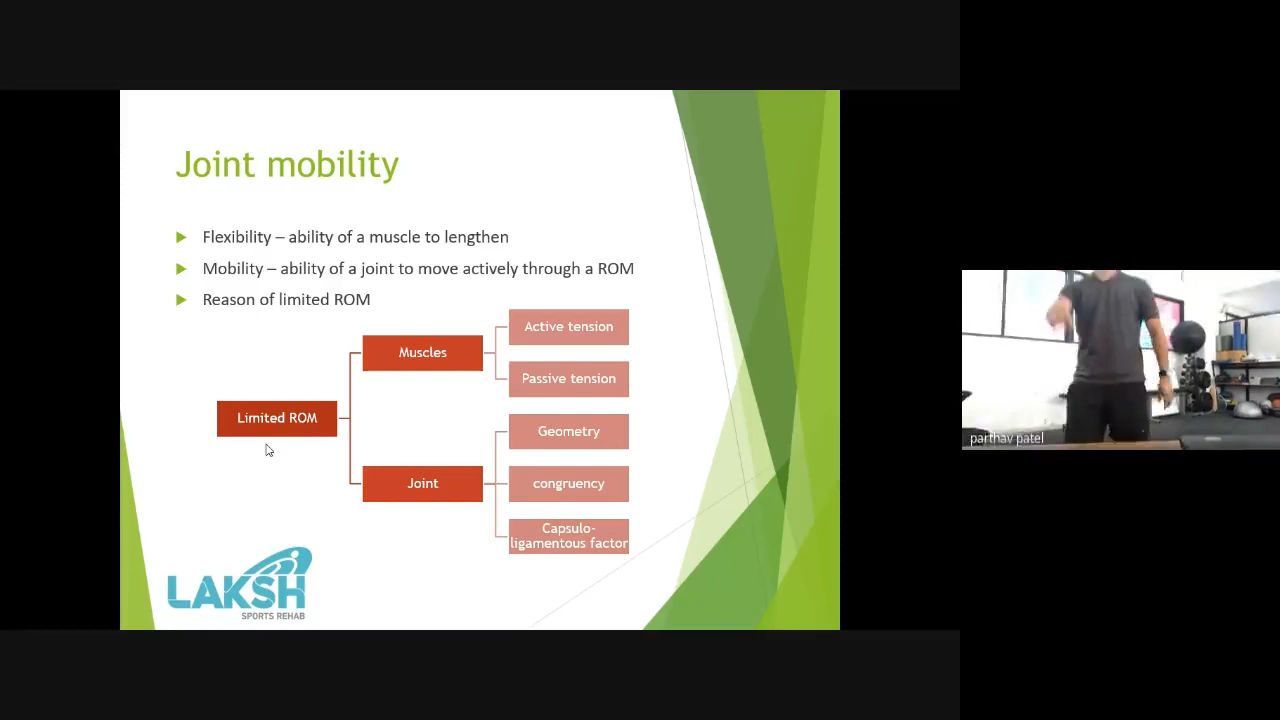 Joint mobility
Flexibility – ability of a muscle to lengthen
Mobility – ability of a joint to move actively through a ROM
Reason of limited ROM
Limited ROM
Muscles
Active tension
Passive tension
Joint
Geometry
congruency
Capsulo-
ligamentous factor
LAKSH
SPORTS REHAB
parthav patel